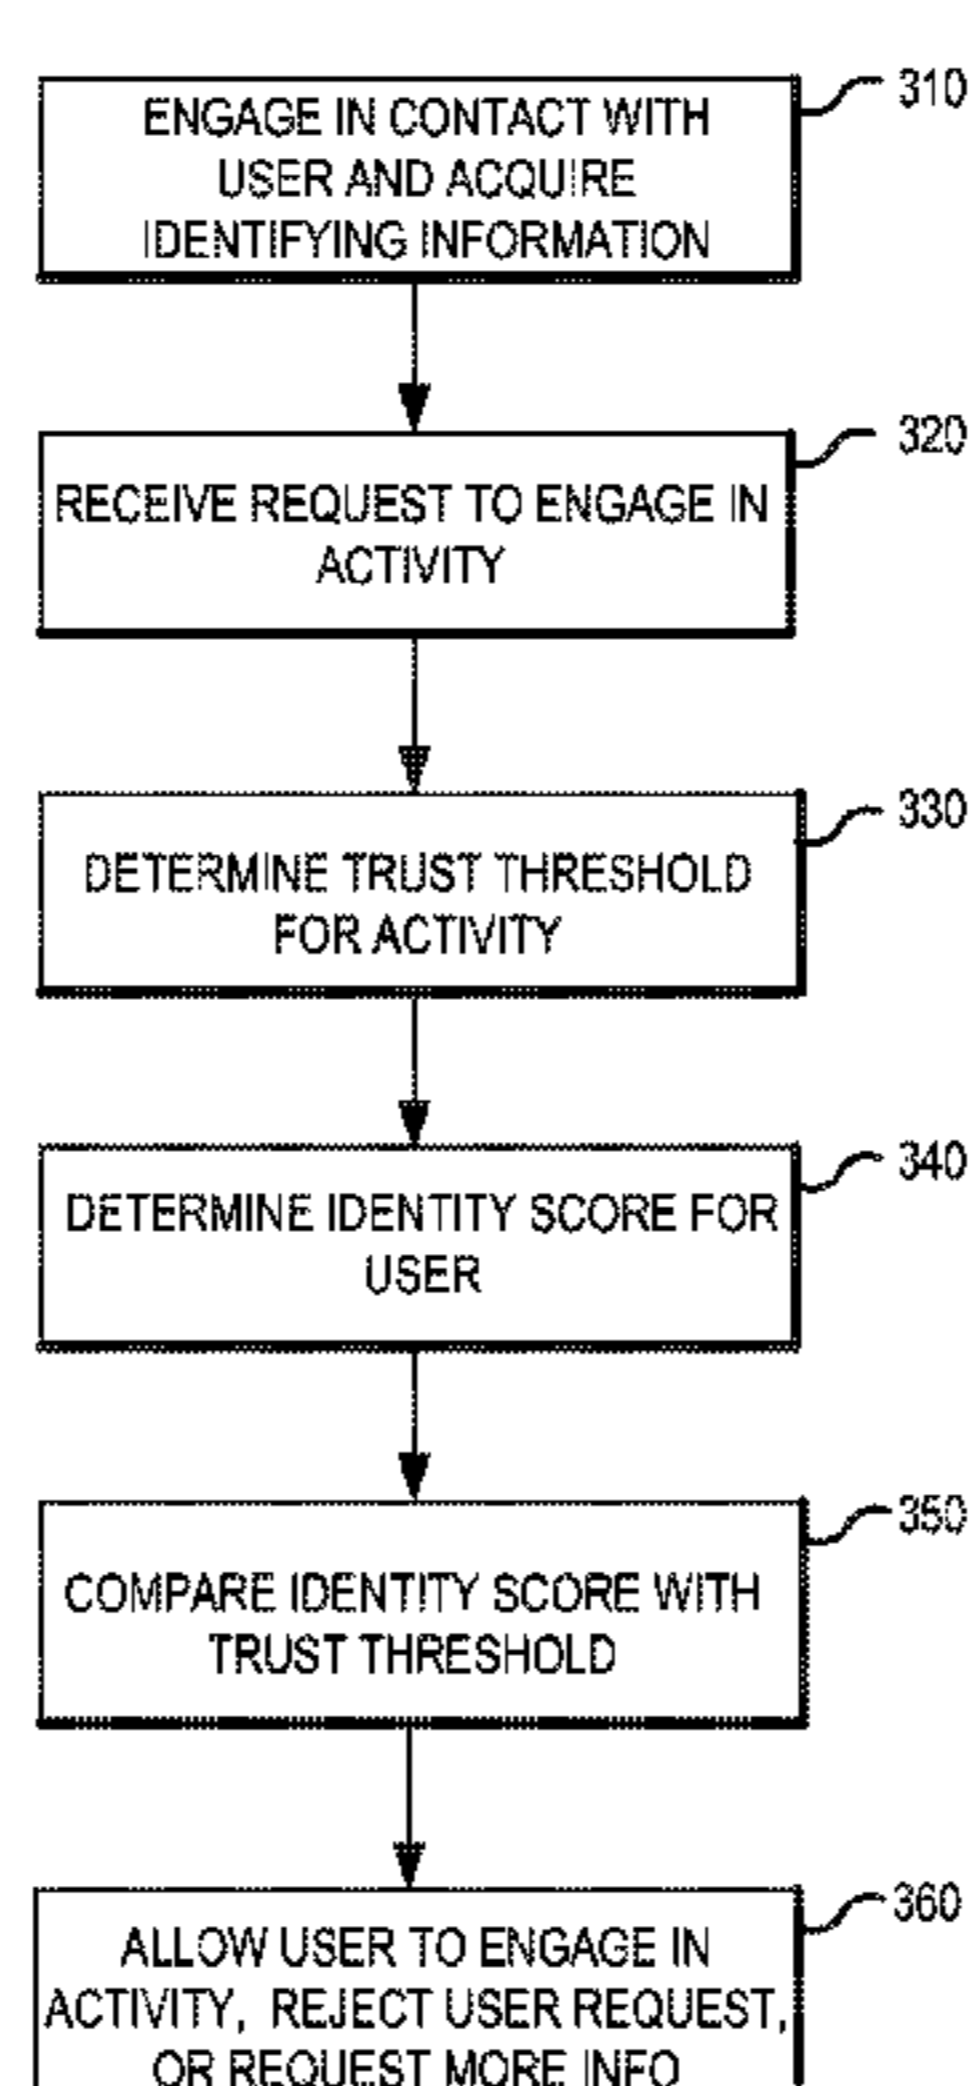 310
ENGAGE IN CONTACT WITH
USER AND ACQUIRE
IDENTIFYING INFORMATION
320
RECEIVE REQUEST TO ENGAGE IN
ACTIVITY
330
DETERMINE TRUST THRESHOLD
FOR ACTIVITY
340
DETERMINE IDENTITY SCORE FOR
USER
350
COMPARE IDENTITY SCORE WITH
TRUST THRESHOLD
360
ALLOW USER TO ENGAGE IN
ACTIVITY, REJECT USER REQUEST,
OR REQUEST MORE INFO